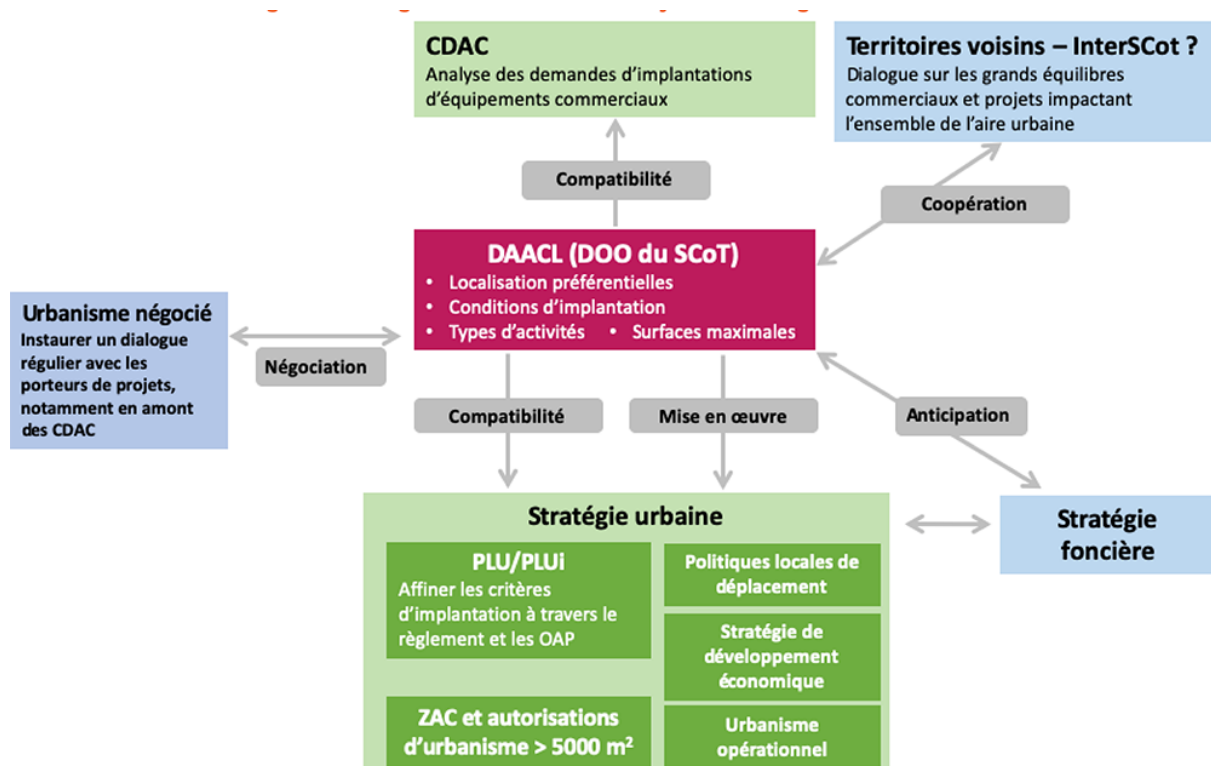 CDAC
Analyse des demandes d'implantations
d'équipements commerciaux
Territoires voisins – InterSCot ?
Dialogue sur les grands équilibres
commerciaux et projets impactant
l'ensemble de l'aire urbaine
Compatibilité
Coopération
DAACL (DOO du SCoT)
• Localisation préférentielles
• Conditions d'implantation
• Types d'activités • Surfaces maximales
Urbanisme négocié
Instaurer un dialogue
régulier avec les
porteurs de projets,
notamment en amont
des CDAC
Négociation
Compatibilité
Mise en œuvre
Anticipation
Stratégie urbaine
PLU/PLUi
Affiner les critères
d'implantation à travers le
règlement et les OAP
ZAC et autorisations
d'urbanisme > 5000 m²
Politiques locales de
déplacement
Stratégie de
développement
économique
Urbanisme
opérationnel
Stratégie
foncière